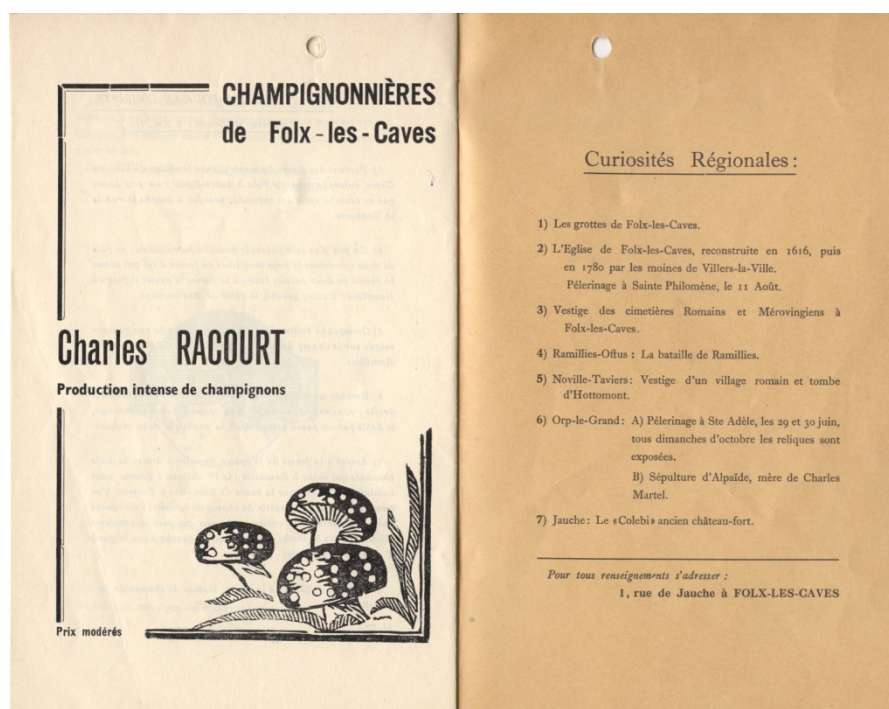 CHAMPIGNONNIÈRES
de Folx-les-Caves
Charles RACOURT
Production intense de champignons
Prix modérés
Curiosités Régionales :
1) Les grottes de Folx-les-Caves.
2) L'Eglise de Folx-les-Caves, reconstruite en 1616, puis
en 1780 par les moines de Villers-la-Ville.
Pélerinage à Sainte Philomène, le 11 Août.
3) Vestige des cimetières Romains et Mérovingiens à
Folx-les-Caves.
4) Ramillies-Offus : La bataille de Ramillies.
5) Noville-Taviers : Vestige d'un village romain et tombe
d'Hottomont.
6) Orp-le-Grand : A) Pélerinage à Ste Adèle, les 29 et 30 juin,
tous dimanches d'octobre les reliques sont
exposées.
B) Sépulture d'Alpaïde, mère de Charles
Martel.
7) Jauche : Le «Colebi» ancien château-fort.
Pour tous renseignements s'adresser :
1, rue de Jauche à FOLX-LES-CAVES